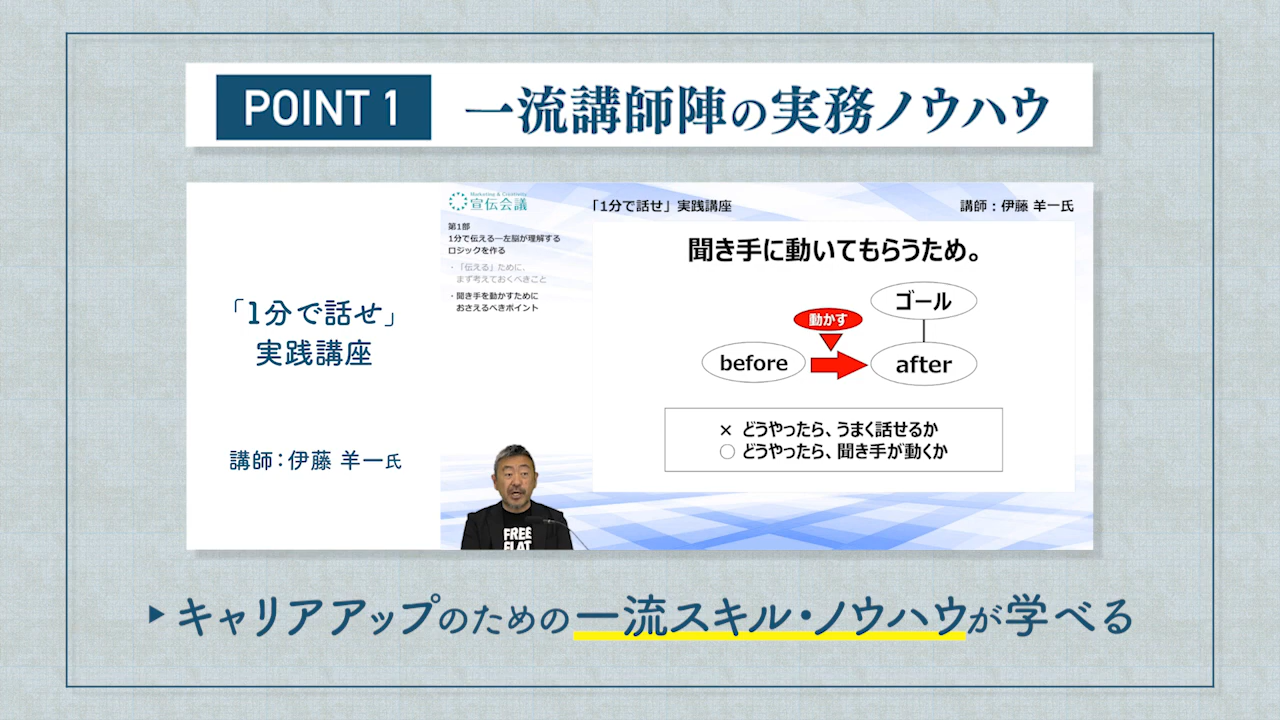 POINT 1
一流講師陣の実務ノウハウ
「1分で話せ」
実践講座
講師：伊藤 羊一氏
Marketing & Creativity
宣伝会議
第1部
1分で伝える―左脳が理解する
ロジックを作る
・「伝える」ために、
まず考えておくべきこと
・聞き手を動かすために
おさえるべきポイント
「1分で話せ」実践講座
講師：伊藤 羊一氏
聞き手に動いてもらうため。
ゴール
動かす
before
after
× どうやったら、うまく話せるか
○ どうやったら、聞き手が動くか
FREE
FLAT
▶キャリアアップのための一流スキル・ノウハウが学べる